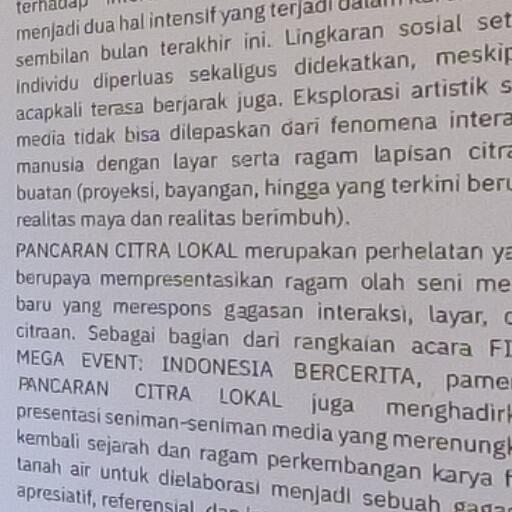 terhadap
menjadi dua hal intensif yang terjadi dalam
sembilan bulan terakhir ini. Lingkaran sosial set
individu diperluas sekaligus didekatkan, meskip
acapkali terasa berjarak juga. Eksplorasi artistik s
media tidak bisa dilepaskan dari fenomena intera
manusia dengan layar serta ragam lapisan citra
buatan (proyeksi, bayangan, hingga yang terkini beru
realitas maya dan realitas berimbuh).
PANCARAN CITRA LOKAL merupakan perhelatan ya
berupaya mempresentasikan ragam olah seni me
baru yang merespons gagasan interaksi, layar, d
citraan. Sebagai bagian dari rangkaian acara FI
MEGA EVENT: INDONESIA BERCERITA, pamer
PANCARAN CITRA LOKAL juga menghadirk
presentasi seniman-seniman media yang merenungk
kembali sejarah dan ragam perkembangan karya f
tanah air untuk dielaborasi menjadi sebuah gagas
apresiatif, referensial,